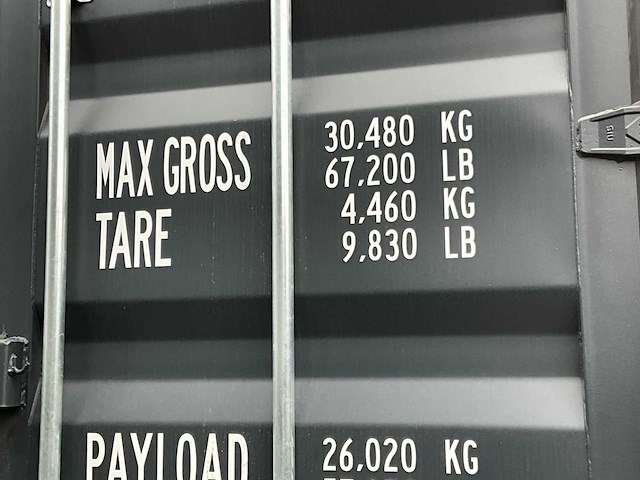 MAX GROSS 30,480 KG
67,200 LB
TARE 4,460 KG
9,830 LB
PAYLOAD 26,020 KG